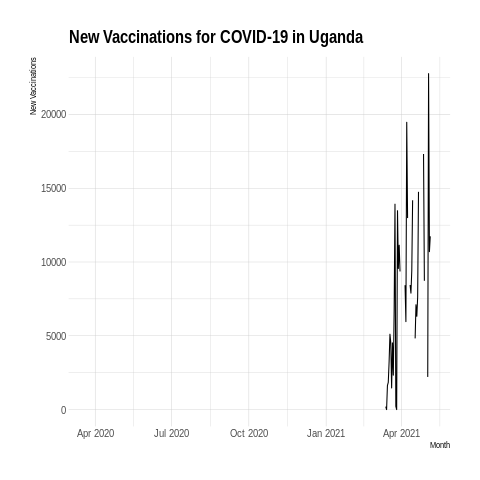 New Vaccinations for COVID-19 in Uganda
New Vaccinations
20000
15000
10000
5000
0
Apr 2020 Jul 2020 Oct 2020 Jan 2021 Apr 2021
Month